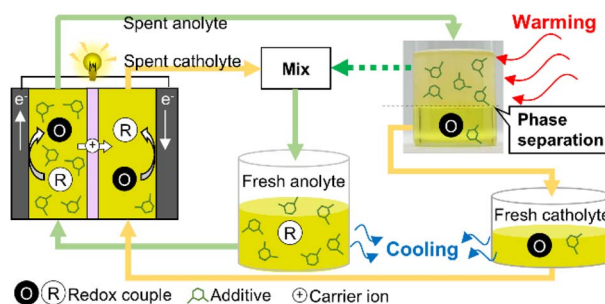 Spent anolyte
Spent catholyte
Warming
Mix
e⁻
e⁻
O
R
R
O
+
O
Phase
separation
Fresh anolyte
R
Fresh catholyte
O
Cooling
O R Redox couple Additive + Carrier ion